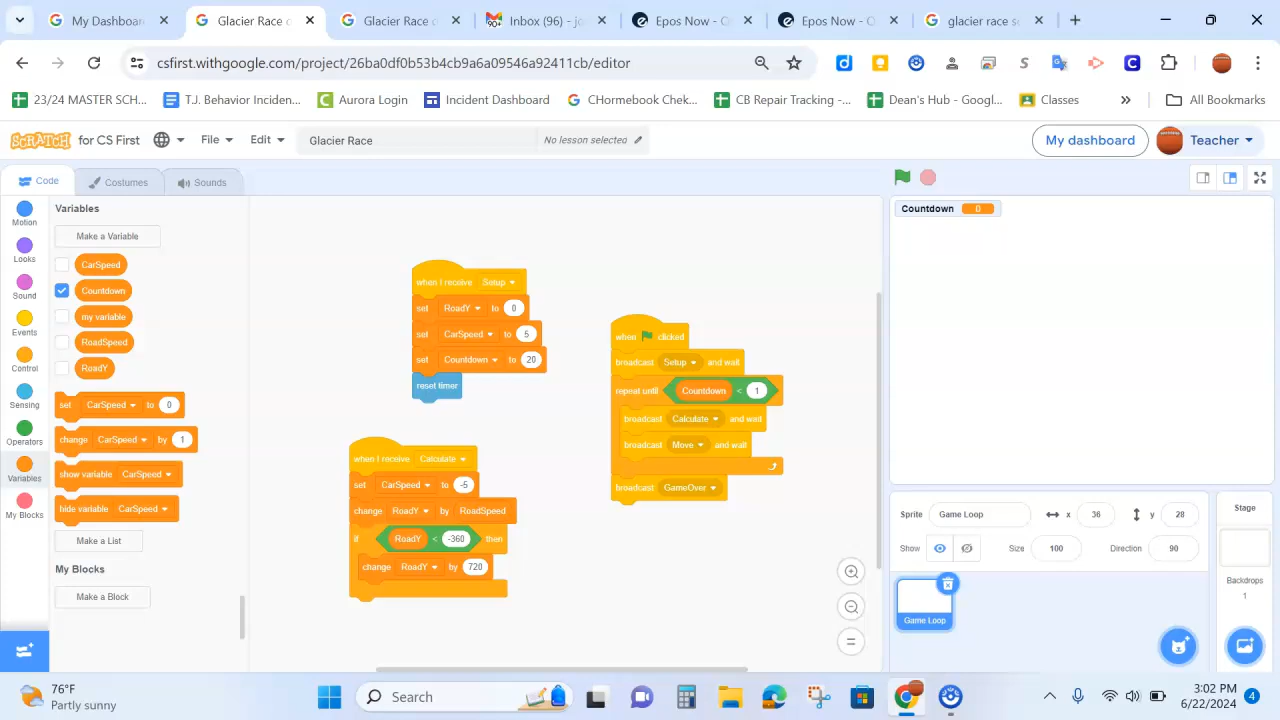 My Dashboard
Glacier Race
Glacier Race
Inbox (96)
Epos Now
Epos Now
glacier race
csfirst.withgoogle.com/project/26ba0df0b53b4cb586a09546a92411cb/editor
23/24 MASTER SCH...
T.J. Behavior Inciden...
Aurora Login
Incident Dashboard
CHormebook Chek...
CB Repair Tracking -...
Dean's Hub - Googl...
Classes
»
All Bookmarks
SCRATCH for CS First
File
Edit
Glacier Race
No lesson selected
My dashboard
Teacher
Code
Costumes
Sounds
Motion
Looks
Sound
Events
Control
Sensing
Operators
Variables
My Blocks
Variables
Make a Variable
CarSpeed
Countdown
my variable
RoadSpeed
RoadY
set CarSpeed to 0
change CarSpeed by 1
show variable CarSpeed
hide variable CarSpeed
Make a List
My Blocks
Make a Block
when I receive Setup
set RoadY to 0
set CarSpeed to 5
set Countdown to 20
reset timer
when I receive Calculate
set CarSpeed to -5
change RoadY by RoadSpeed
if RoadY < -360 then
change RoadY by 720
when clicked
broadcast Setup and wait
repeat until Countdown < 1
broadcast Calculate and wait
broadcast Move and wait
broadcast GameOver
Countdown 0
Sprite Game Loop x 36 y 28
Show Size 100 Direction 90
Game Loop
Stage
Backdrops
1
76°F
Partly sunny
Search
3:02 PM
6/22/2024
4